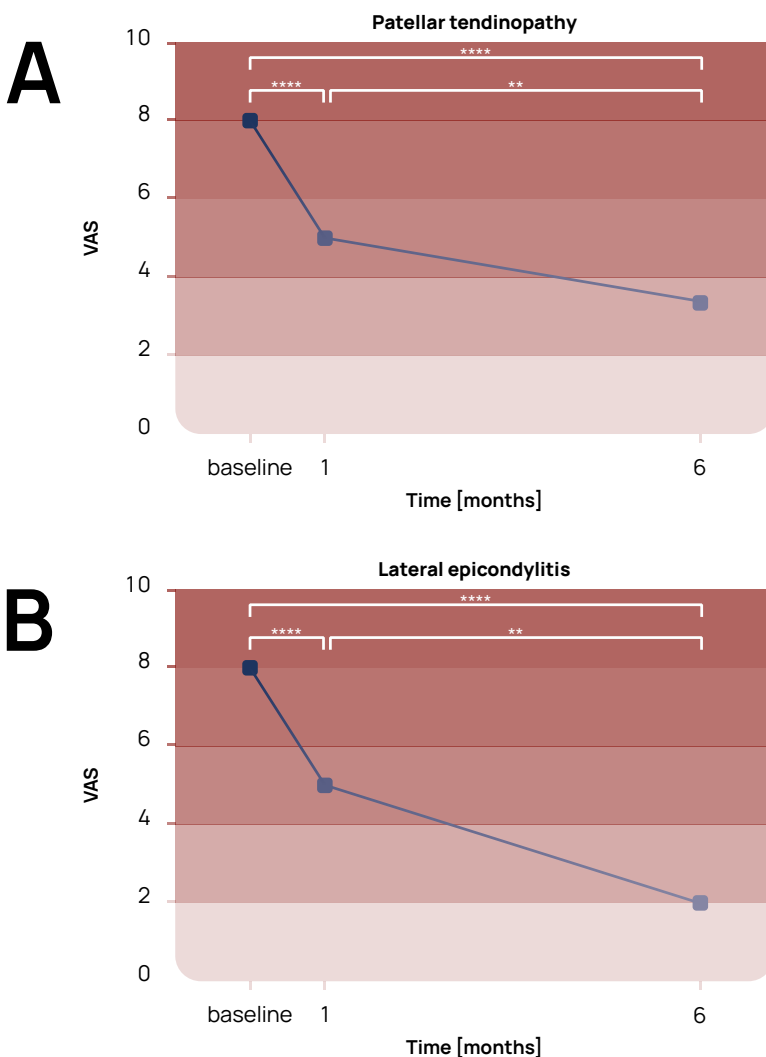 A
Patellar tendinopathy
10
****
****
**
8
6
VAS
4
2
0
baseline 1 6
Time [months]
B
Lateral epicondylitis
10
****
****
**
8
6
VAS
4
2
0
baseline 1 6
Time [months]